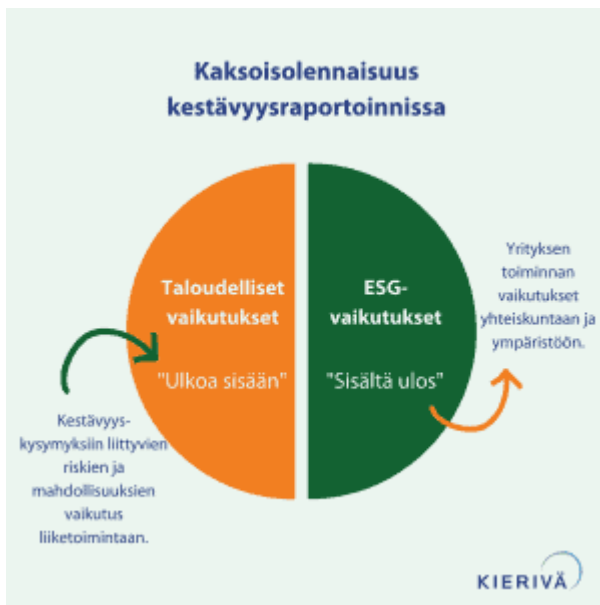 Kaksoisolennaisuus
kestävyysraportoinnissa
Taloudelliset
vaikutukset
"Ulkoa sisään"
ESG-
vaikutukset
"Sisältä ulos"
Yrityksen
toiminnan
vaikutukset
yhteiskuntaan ja
ympäristöön.
Kestävyys-
kysymyksiin liittyvien
riskien ja
mahdollisuuksien
vaikutus
liiketoimintaan.
KIERIVÄ